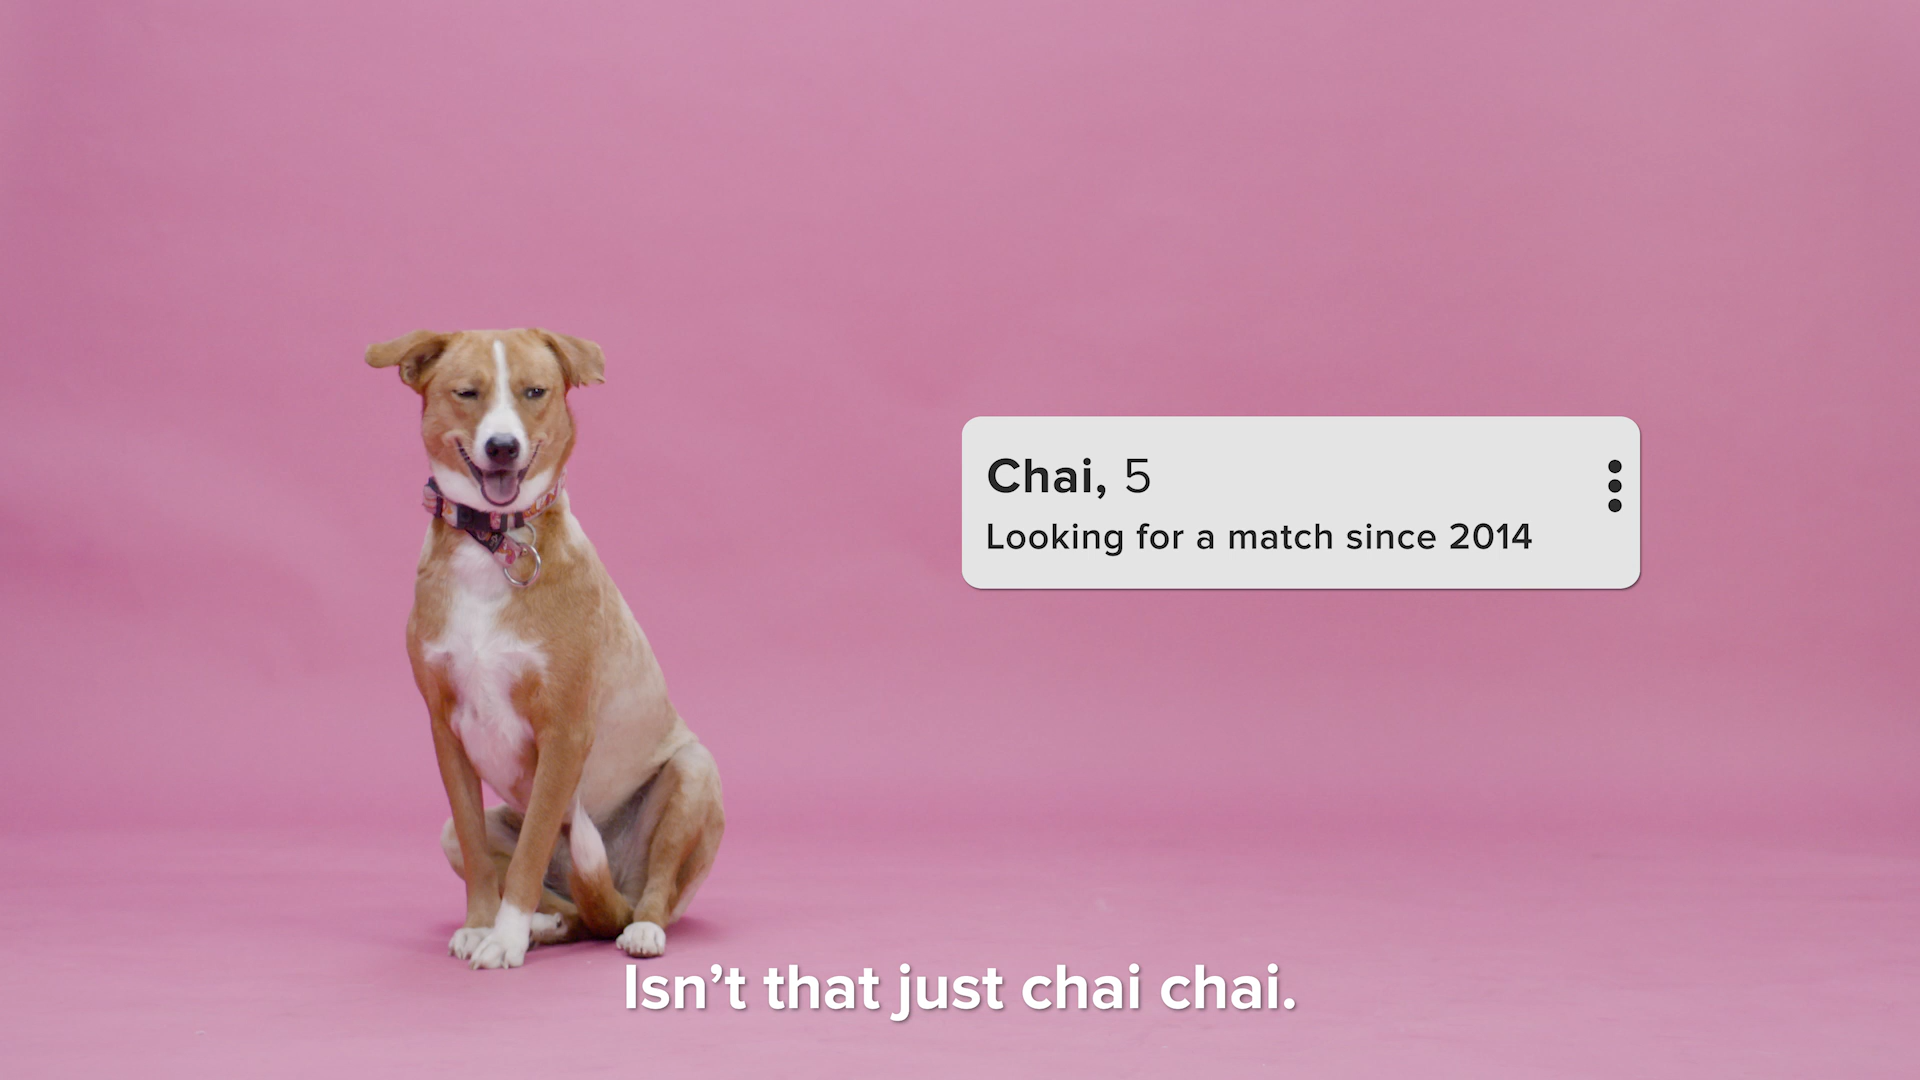 Chai, 5
Looking for a match since 2014
Isn’t that just chai chai.